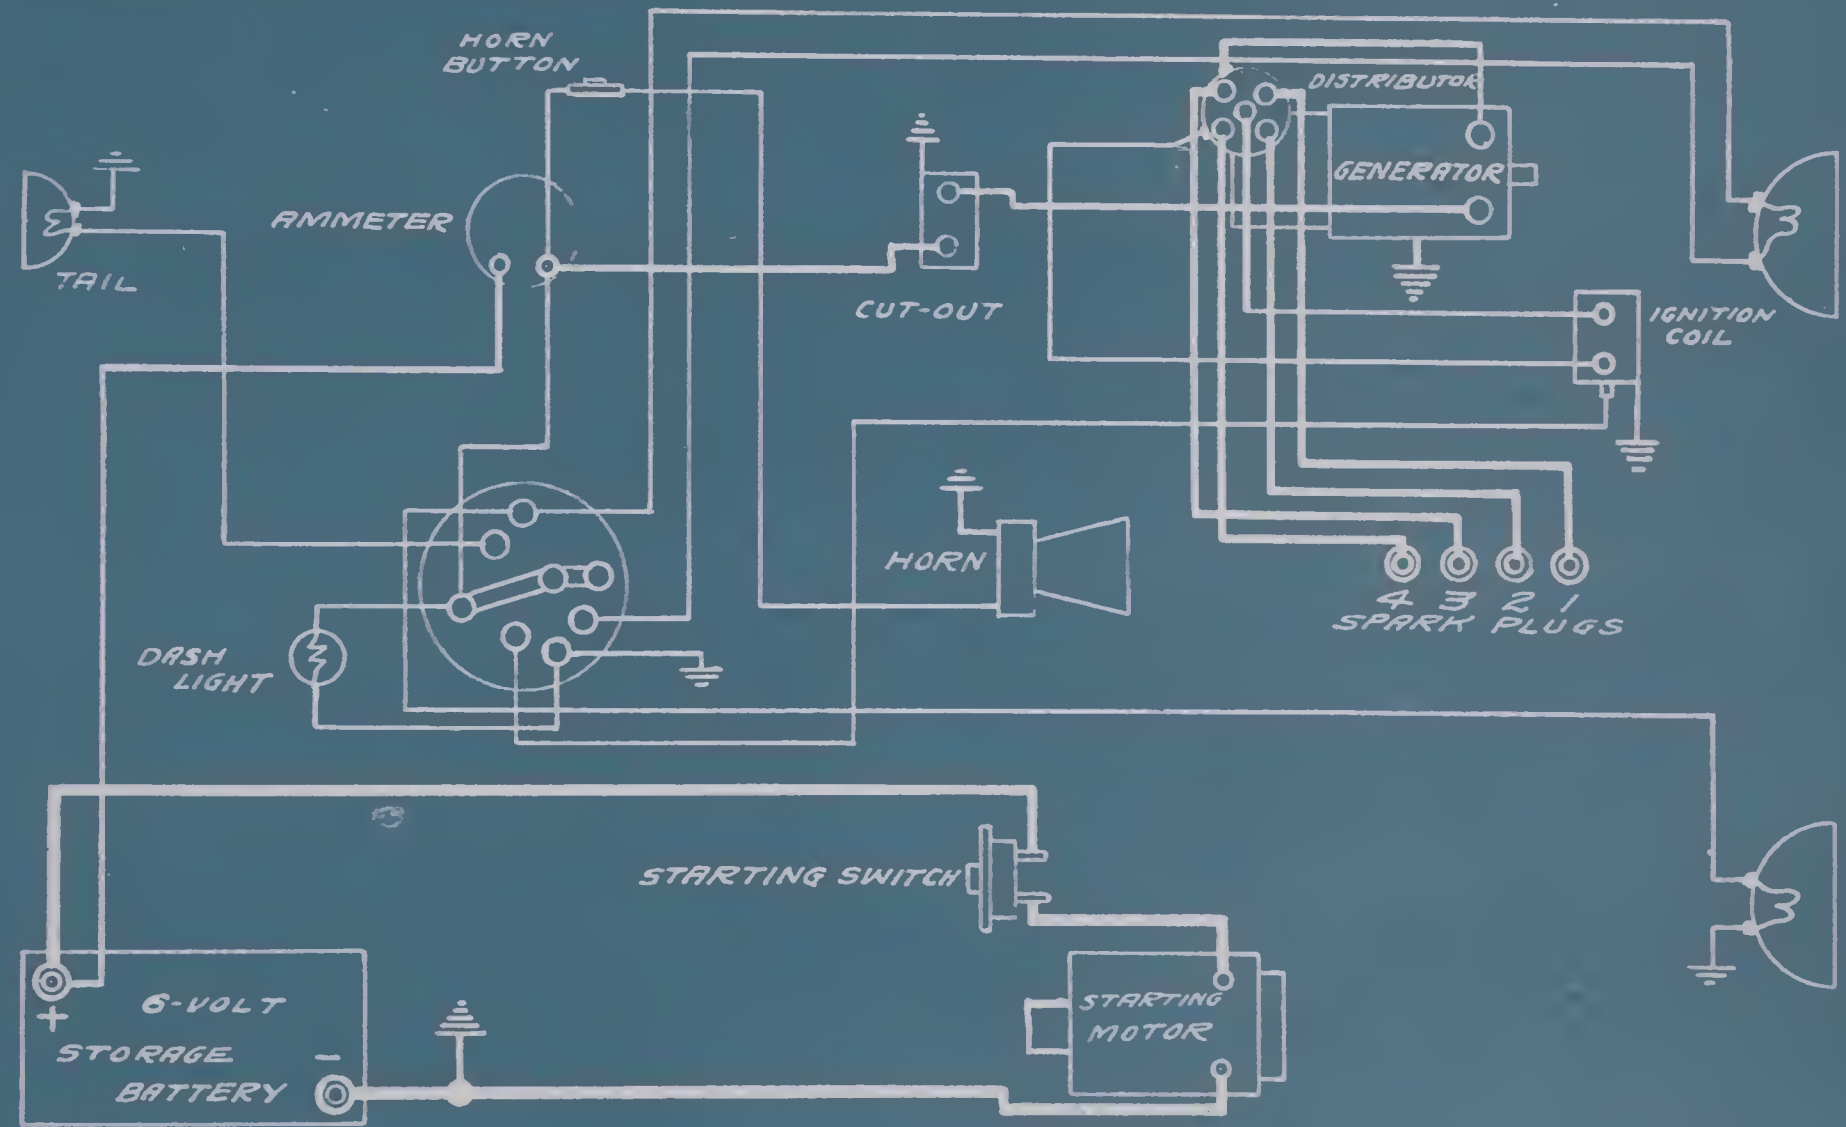 HORN
BUTTON
DISTRIBUTOR
GENERATOR
AMMETER
TAIL
CUT-OUT
IGNITION
COIL
HORN
4 3 2 1
SPARK PLUGS
DASH
LIGHT
STARTING SWITCH
+
6-VOLT
STORAGE
BATTERY
-
STARTING
MOTOR